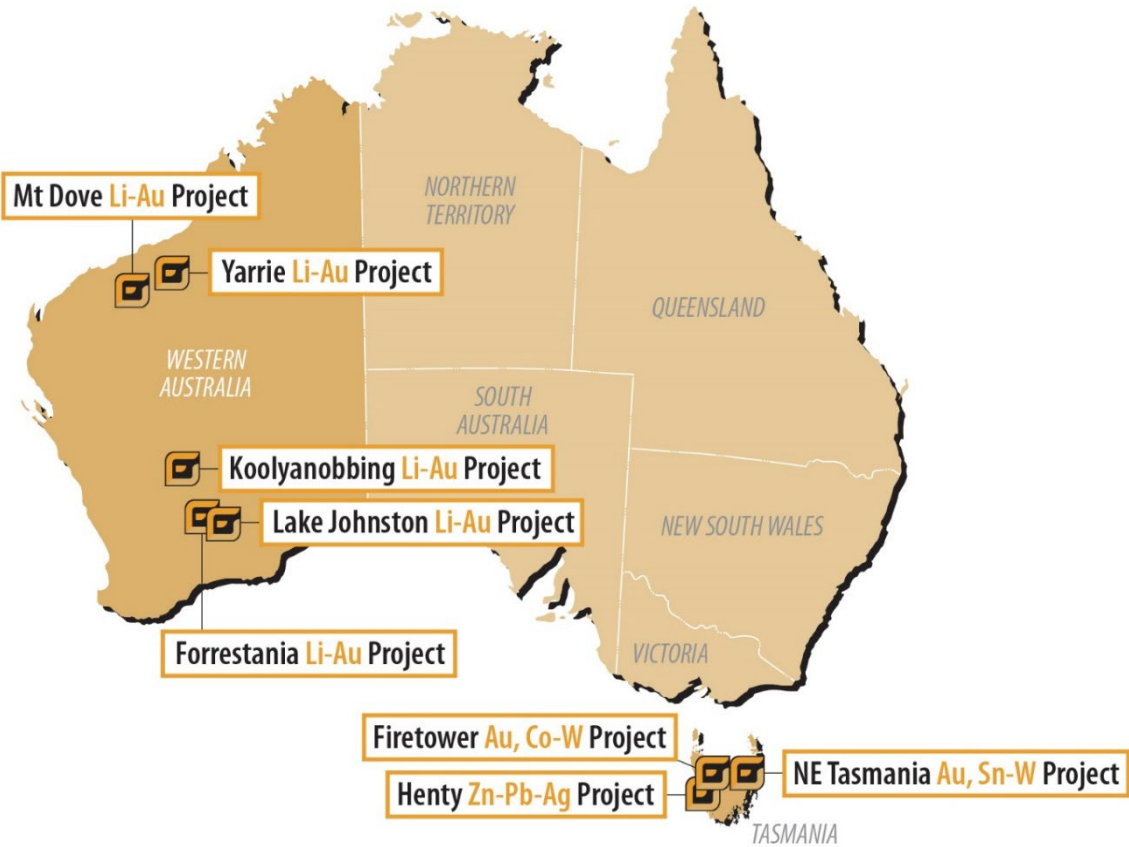 NORTHERN
TERRITORY
Mt Dove Li-Au Project
Yarrie Li-Au Project
QUEENSLAND
WESTERN
AUSTRALIA
SOUTH
AUSTRALIA
Koolyanobbing Li-Au Project
Lake Johnston Li-Au Project
NEW SOUTH WALES
Forrestania Li-Au Project
VICTORIA
Firetower Au, Co-W Project
NE Tasmania Au, Sn-W Project
Henty Zn-Pb-Ag Project
TASMANIA